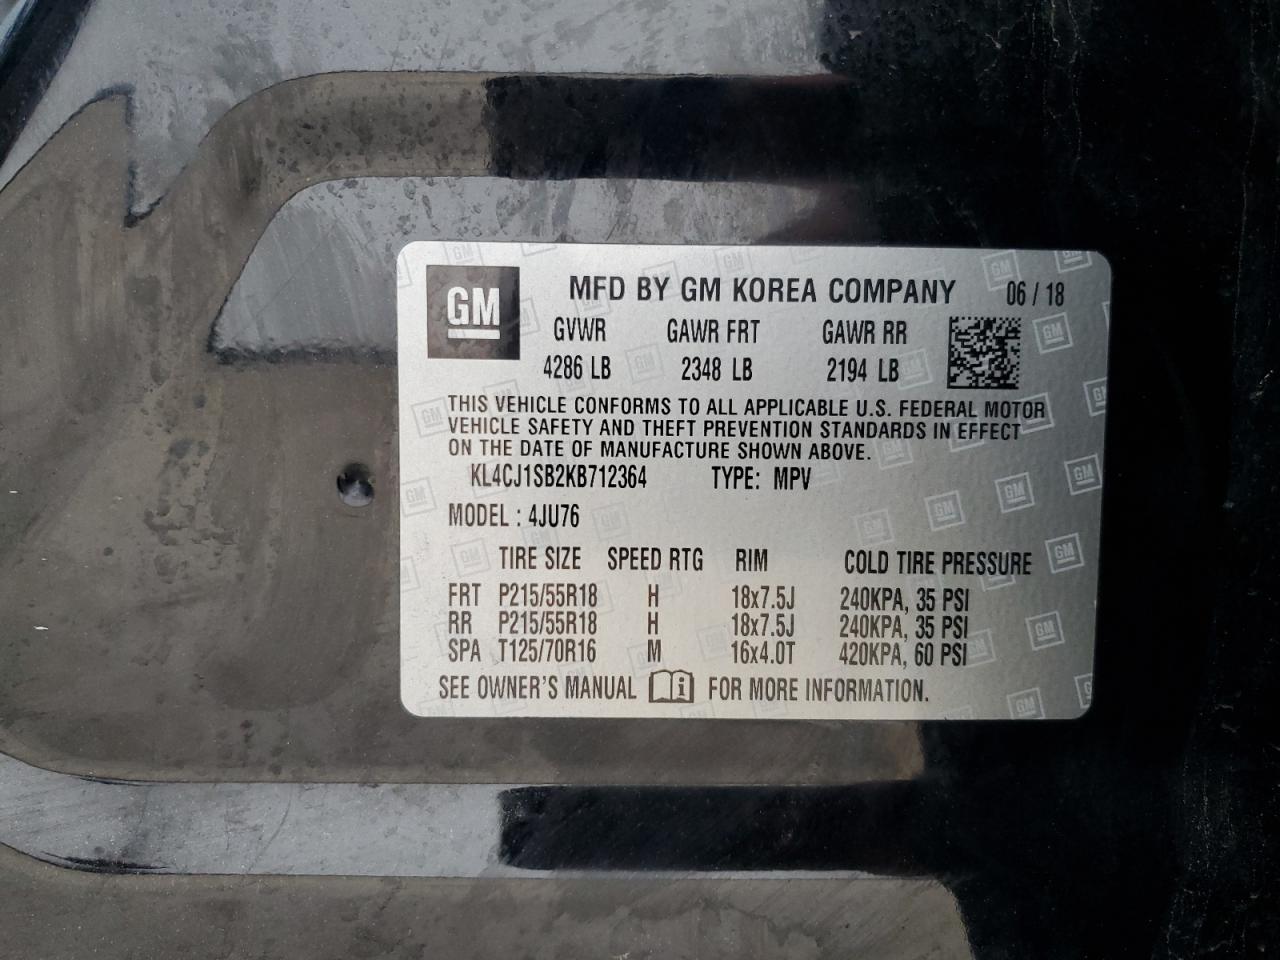 GM
MFD BY GM KOREA COMPANY 06 / 18
GVWR GAWR FRT GAWR RR
4286 LB 2348 LB 2194 LB
THIS VEHICLE CONFORMS TO ALL APPLICABLE U.S. FEDERAL MOTOR
VEHICLE SAFETY AND THEFT PREVENTION STANDARDS IN EFFECT
ON THE DATE OF MANUFACTURE SHOWN ABOVE.
KL4CJ1SB2KB712364 TYPE: MPV
MODEL : 4JU76
TIRE SIZE SPEED RTG RIM COLD TIRE PRESSURE
FRT P215/55R18 H 18x7.5J 240KPA, 35 PSI
RR P215/55R18 H 18x7.5J 240KPA, 35 PSI
SPA T125/70R16 M 16x4.0T 420KPA, 60 PSI
SEE OWNER'S MANUAL i FOR MORE INFORMATION.